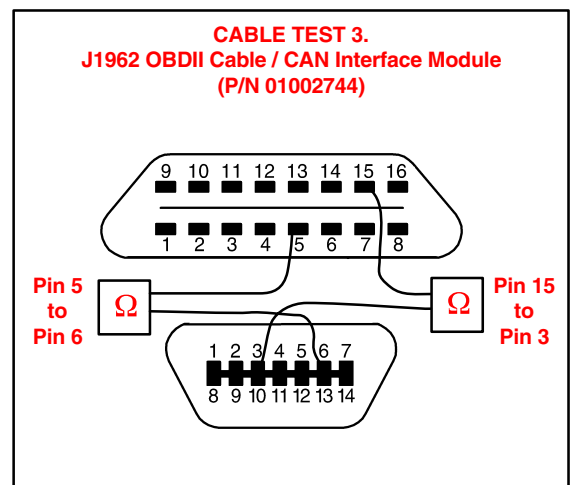 CABLE TEST 3.
J1962 OBDII Cable / CAN Interface Module
(P/N 01002744)
9 10 11 12 13 14 15 16
1 2 3 4 5 6 7 8
Pin 5
to
Pin 6
Ω
Ω
Pin 15
to
Pin 3
1 2 3 4 5 6 7
8 9 10 11 12 13 14